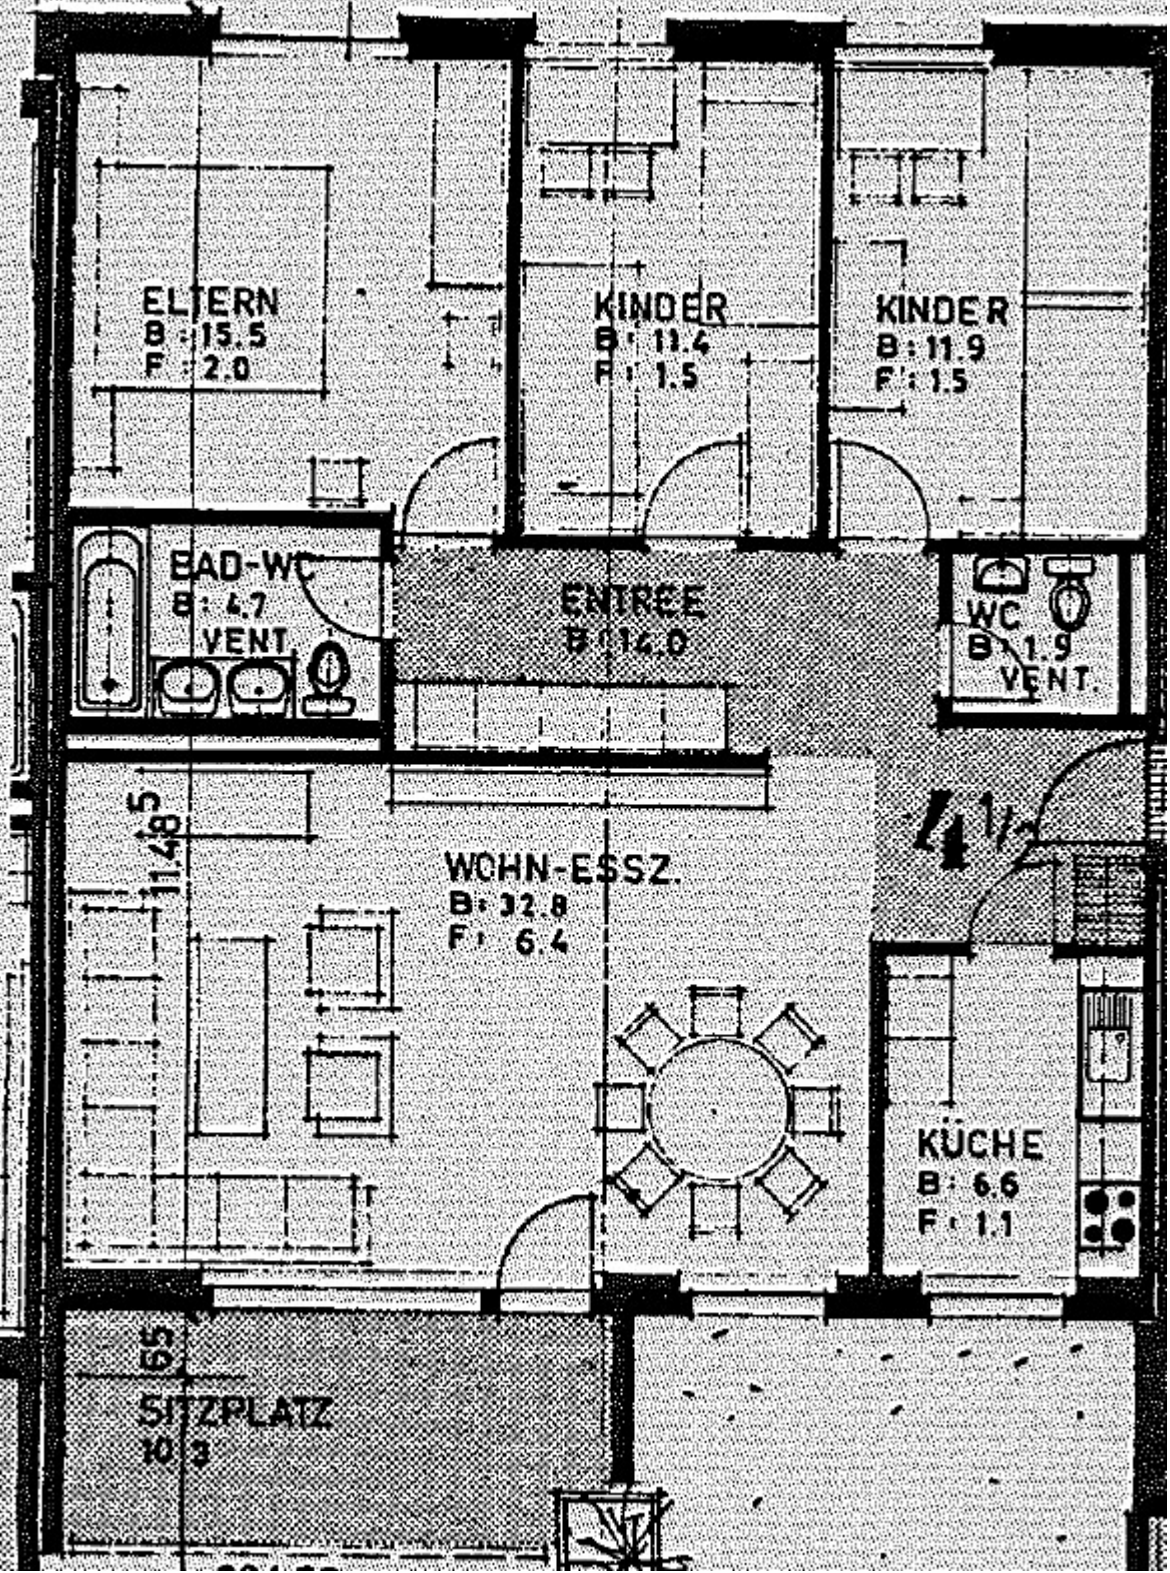 ELTERN
B : 15.5
F : 2.0
KINDER
B : 11.4
F : 1.5
KINDER
B : 11.9
F : 1.5
BAD-WC
B : 4.7
VENT
ENTREE
B : 14.0
WC
B : 1.9
VENT.
4 1/2
11.48 5
WOHN-ESSZ.
B : 32.8
F : 6.4
KÜCHE
B : 6.6
F : 1.1
65
SITZPLATZ
10.3